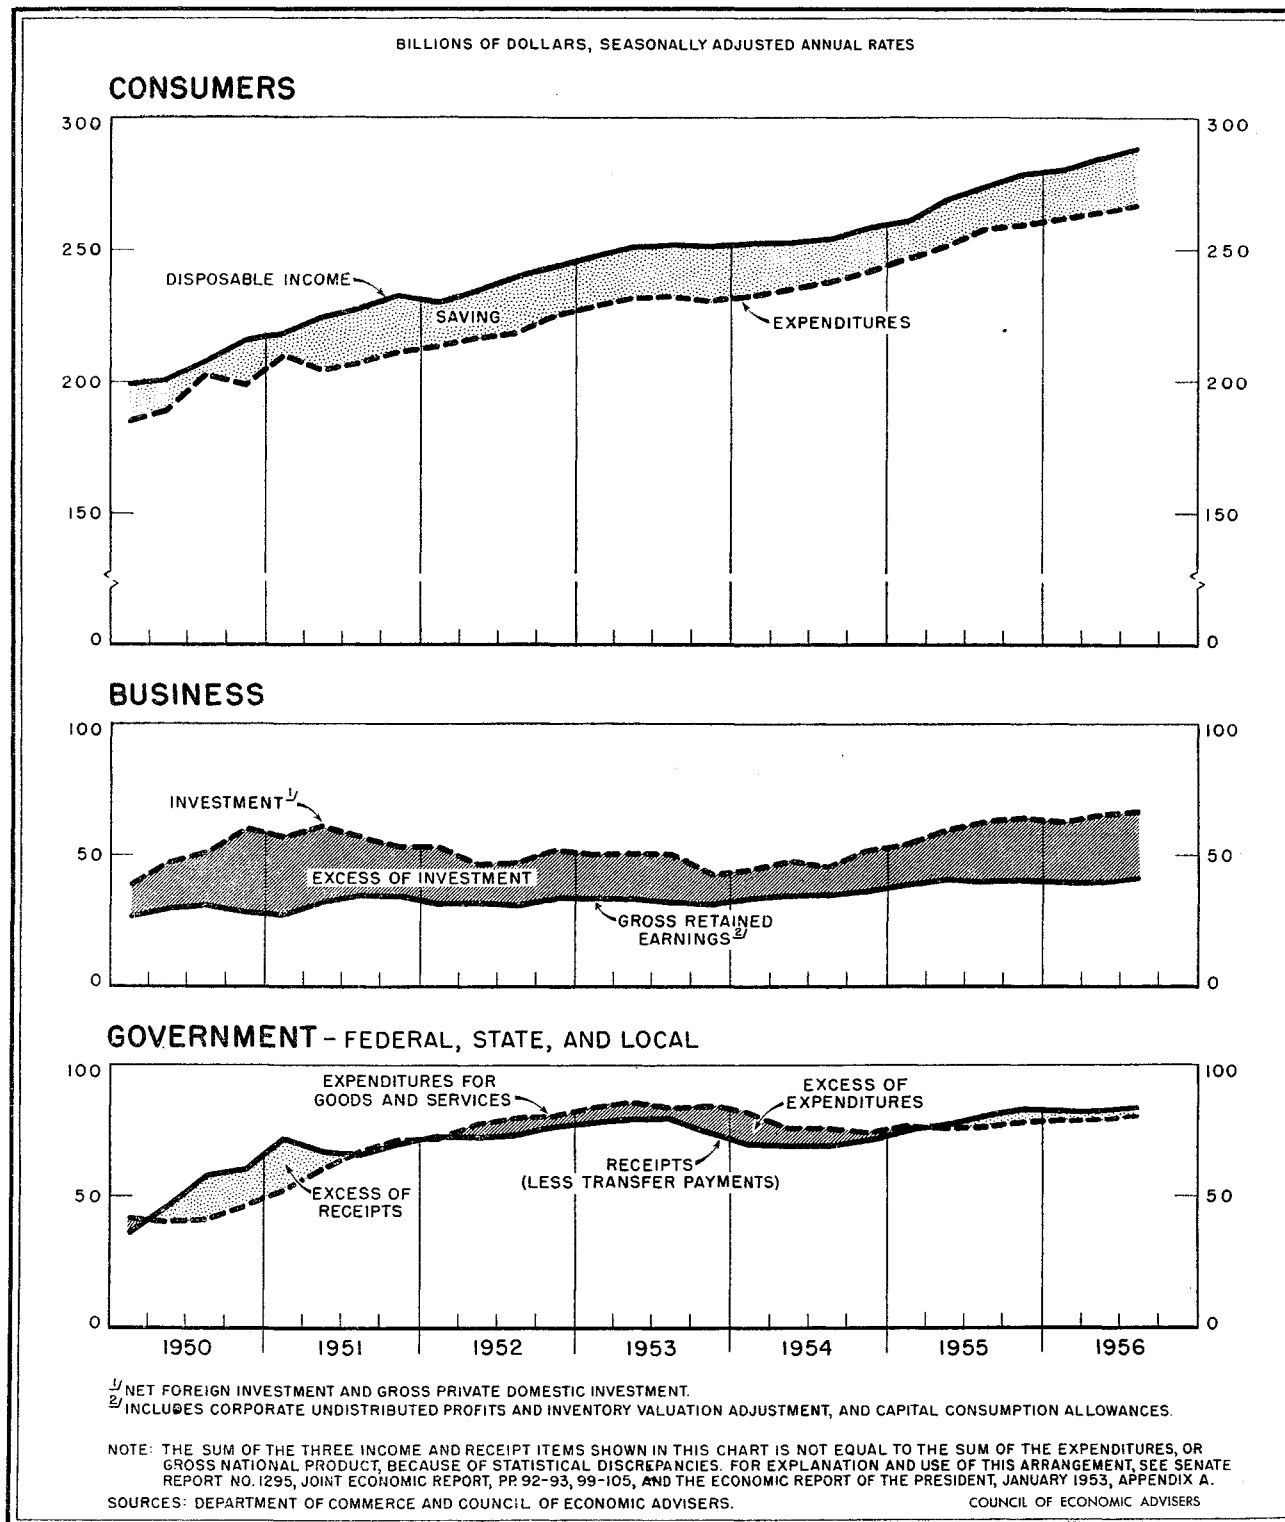 BILLIONS OF DOLLARS, SEASONALLY ADJUSTED ANNUAL RATES
CONSUMERS
300 300
250 250
DISPOSABLE INCOME
SAVING
EXPENDITURES
200 200
150 150
0 0
BUSINESS
100 100
INVESTMENT 1/
50 50
EXCESS OF INVESTMENT
GROSS RETAINED
EARNINGS 2/
0 0
GOVERNMENT – FEDERAL, STATE, AND LOCAL
100 100
EXPENDITURES FOR
GOODS AND SERVICES
EXCESS OF
EXPENDITURES
RECEIPTS
(LESS TRANSFER PAYMENTS)
EXCESS OF
RECEIPTS
50 50
0 0
1950 1951 1952 1953 1954 1955 1956
1/ NET FOREIGN INVESTMENT AND GROSS PRIVATE DOMESTIC INVESTMENT.
2/ INCLUDES CORPORATE UNDISTRIBUTED PROFITS AND INVENTORY VALUATION ADJUSTMENT, AND CAPITAL CONSUMPTION ALLOWANCES.
NOTE: THE SUM OF THE THREE INCOME AND RECEIPT ITEMS SHOWN IN THIS CHART IS NOT EQUAL TO THE SUM OF THE EXPENDITURES, OR
GROSS NATIONAL PRODUCT, BECAUSE OF STATISTICAL DISCREPANCIES. FOR EXPLANATION AND USE OF THIS ARRANGEMENT, SEE SENATE
REPORT NO. 1295, JOINT ECONOMIC REPORT, PP. 92-93, 99-105, AND THE ECONOMIC REPORT OF THE PRESIDENT, JANUARY 1953, APPENDIX A.
SOURCES: DEPARTMENT OF COMMERCE AND COUNCIL OF ECONOMIC ADVISERS. COUNCIL OF ECONOMIC ADVISERS